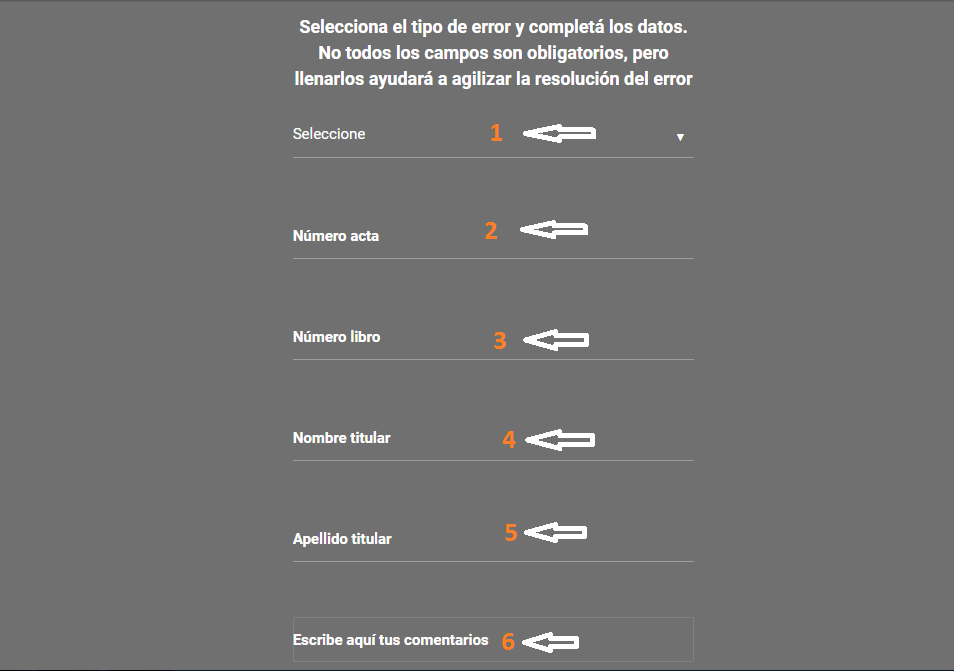 Selecciona el tipo de error y completá los datos.
No todos los campos son obligatorios, pero
llenarlos ayudará a agilizar la resolución del error
Seleccione 1
Número acta 2
Número libro 3
Nombre titular 4
Apellido titular 5
Escribe aquí tus comentarios 6